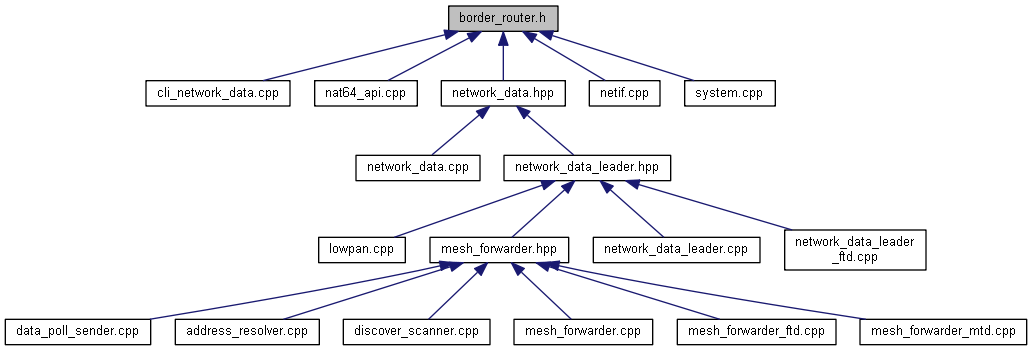 border_router.h
cli_network_data.cpp
nat64_api.cpp
network_data.hpp
netif.cpp
system.cpp
network_data.cpp
network_data_leader.hpp
lowpan.cpp
mesh_forwarder.hpp
network_data_leader.cpp
network_data_leader
_ftd.cpp
data_poll_sender.cpp
address_resolver.cpp
discover_scanner.cpp
mesh_forwarder.cpp
mesh_forwarder_ftd.cpp
mesh_forwarder_mtd.cpp